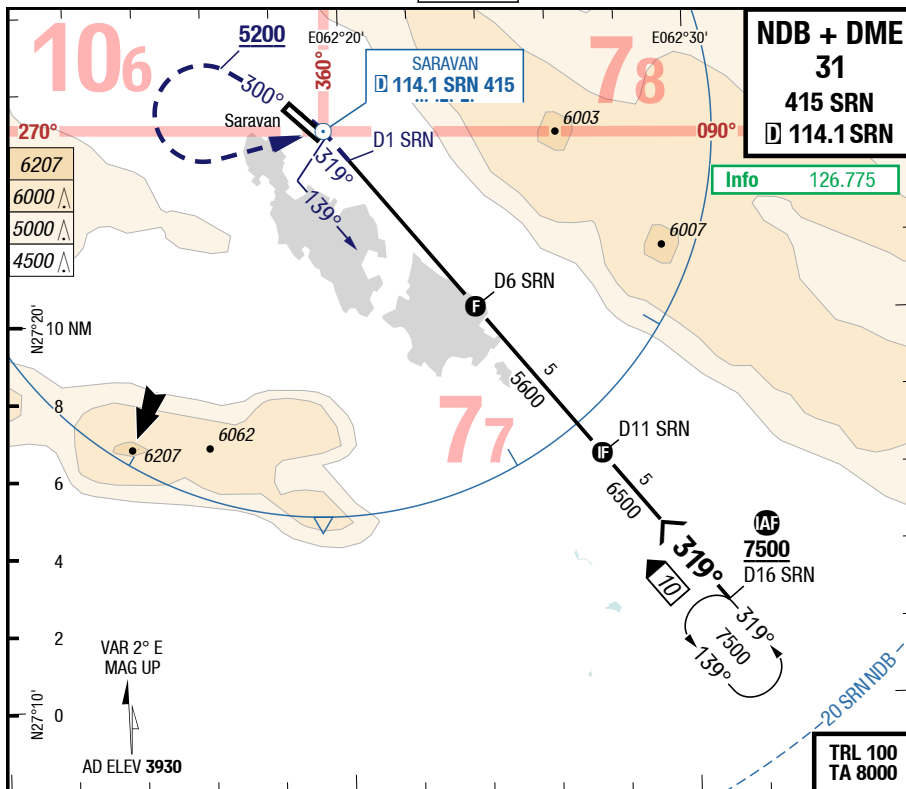 NDB + DME
31
415 SRN
D 114.1 SRN
10 6
5200
E062°20'
E062°30'
7 8
360°
SARAVAN
D 114.1 SRN 415
300°
Saravan
270°
090°
6003
D1 SRN
6207
6000
5000
4500
319°
139°
Info 126.775
6007
D6 SRN
F
N27°20'
10 NM
5
5600
7 7
8
6207
6062
D11 SRN
IF
6
5
6500
IAF
7500
D16 SRN
4
319°
10
319°
7500
139°
2
VAR 2° E
MAG UP
N27°10'
0
20 SRN NDB
AD ELEV 3930
TRL 100
TA 8000